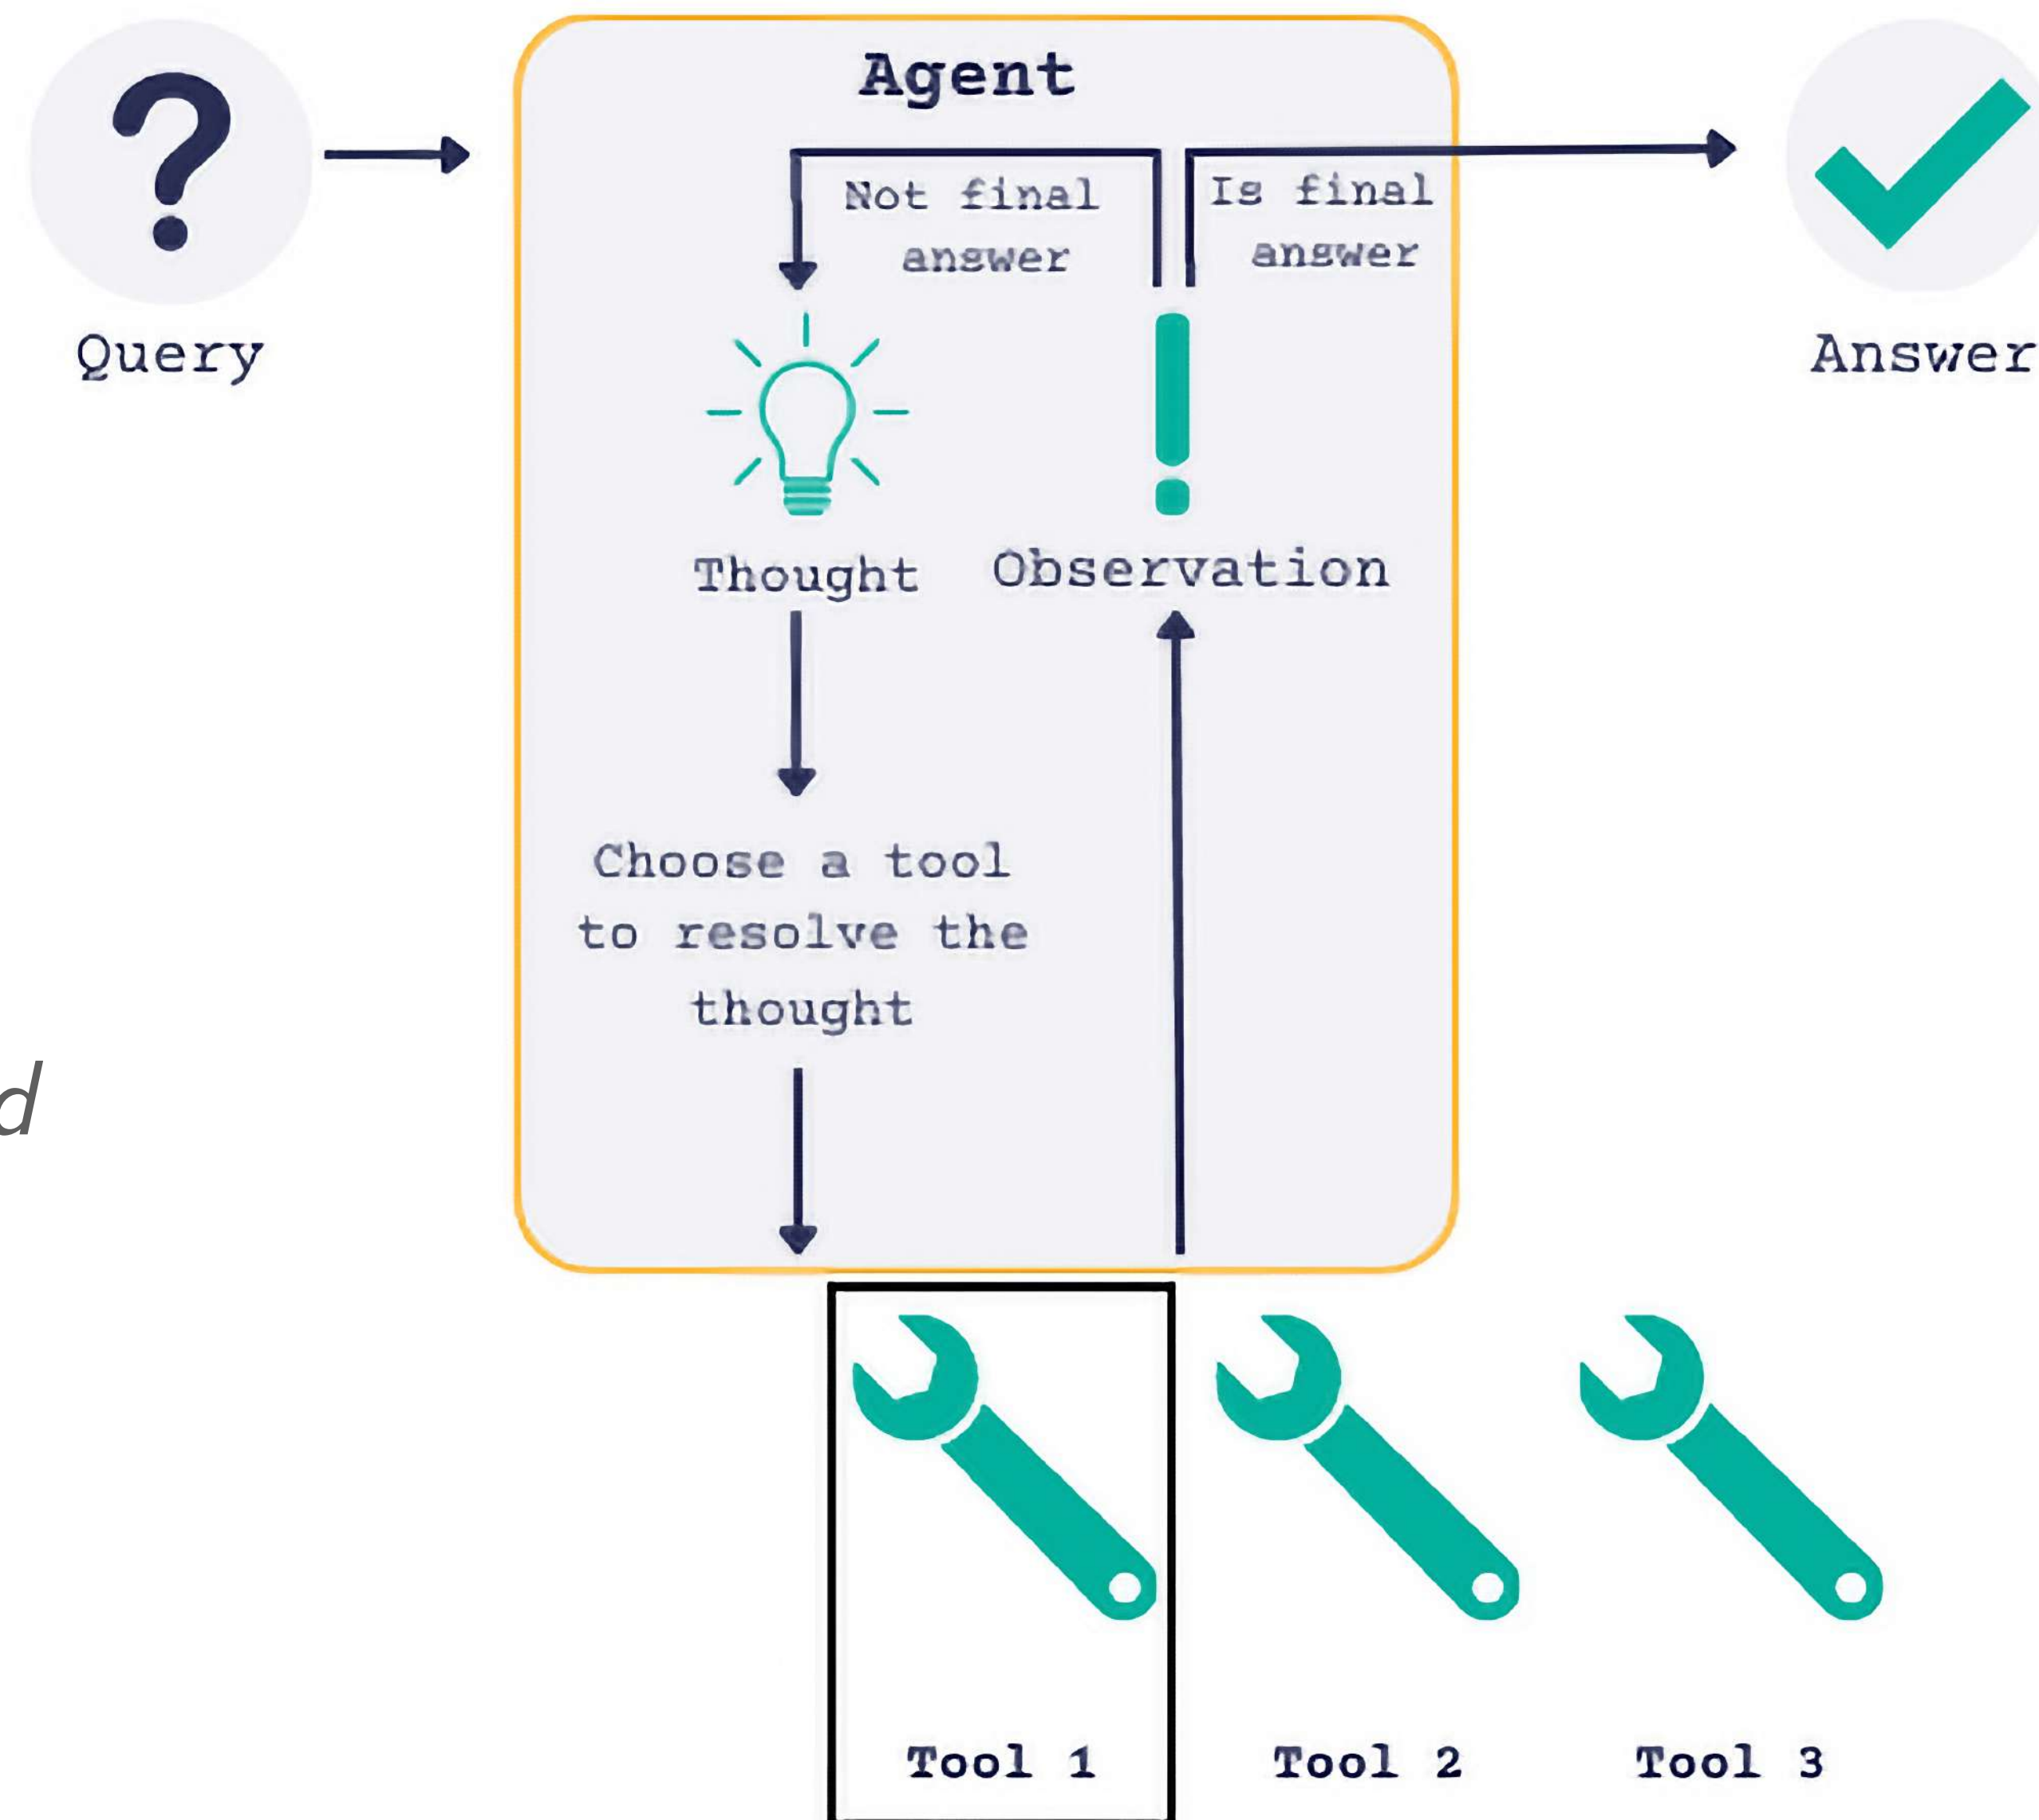 Agent
Not final
answer
Is final
answer
Query
Answer
Thought
Observation
Choose a tool
to resolve the
thought
d
Tool 1
Tool 2
Tool 3